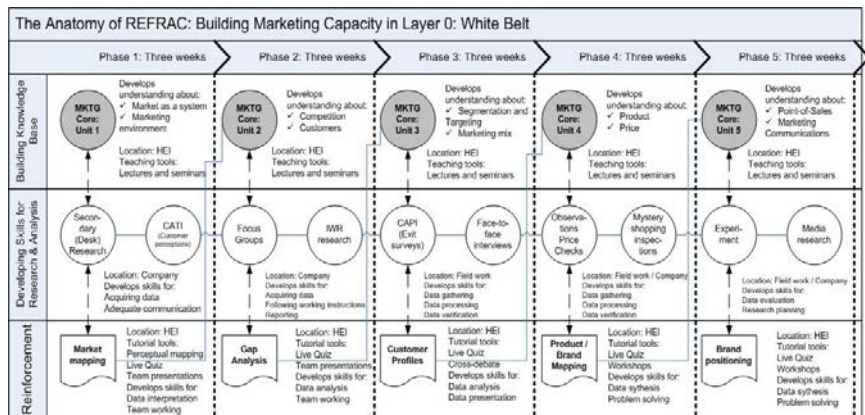 The Anatomy of REFRAC: Building Marketing Capacity in Layer 0: White Belt
Phase 1: Three weeks
Phase 2: Three weeks
Phase 3: Three weeks
Phase 4: Three weeks
Phase 5: Three weeks
Building Knowledge
Base
MKTG
Core:
Unit 1
Develops
understanding about:
✓ Market as a system
✓ Marketing
environment
Location: HEI
Teaching tools:
Lectures and seminars
MKTG
Core:
Unit 2
Develops
understanding about:
✓ Competition
✓ Customers
Location: HEI
Teaching tools:
Lectures and seminars
MKTG
Core:
Unit 3
Develops
understanding about:
✓ Segmentation and
Targeting
✓ Marketing mix
Location: HEI
Teaching tools:
Lectures and seminars
MKTG
Core:
Unit 4
Develops
understanding about:
✓ Product
✓ Price
Location: HEI
Teaching tools:
Lectures and seminars
MKTG
Core:
Unit 5
Develops
understanding about:
✓ Point-of-Sales
✓ Marketing
Communications
Location: HEI
Teaching tools:
Lectures and seminars
Developing Skills for
Research & Analysis
Secon-
dary
(Desk)
Research
CATI
(Customer
perceptions)
Location: Company
Develops skills for:
Acquiring data
Adequate communication
Focus
Groups
IWR
research
Location: Company
Develops skills for:
Acquiring data
Following working instructions
Reporting
CAPI
(Exit
surveys)
Face-to-
face
interviews
Location: Field work
Develops skills for:
Data gathering
Data processing
Data verification
Observa-
tions
Price
Checks
Mystery
shopping
inspec-
tions
Location: Field work / Company
Develops skills for:
Data gathering
Data processing
Data verification
Experi-
ment
Media
research
Location: Field work / Company
Develops skills for:
Data evaluation
Research planning
Reinforcement
Market
mapping
Location: HEI
Tutorial tools:
Perceptual mapping
Live Quiz
Team presentations
Develops skills for:
Data interpretation
Team working
Gap
Analysis
Location: HEI
Tutorial tools:
Live Quiz
Team presentations
Develops skills for:
Data analysis
Team working
Customer
Profiles
Location: HEI
Tutorial tools:
Live Quiz
Cross-debate
Develops skills for:
Data analysis
Data presentation
Product /
Brand
Mapping
Location: HEI
Tutorial tools:
Live Quiz
Workshops
Develops skills for:
Data sythesis
Problem solving
Brand
positioning
Location: HEI
Tutorial tools:
Live Quiz
Workshops
Develops skills for:
Data sythesis
Problem solving